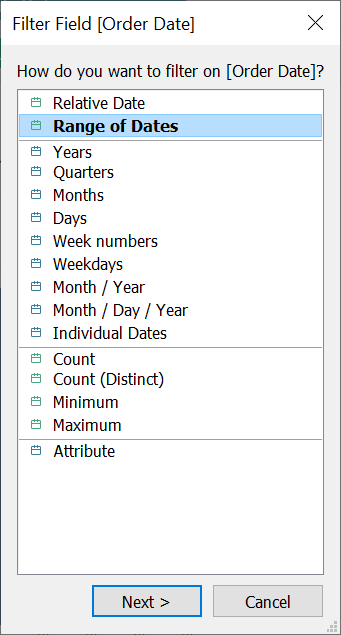 Filter Field [Order Date]
How do you want to filter on [Order Date]?
Relative Date
Range of Dates
Years
Quarters
Months
Days
Week numbers
Weekdays
Month / Year
Month / Day / Year
Individual Dates
Count
Count (Distinct)
Minimum
Maximum
Attribute
Next >
Cancel